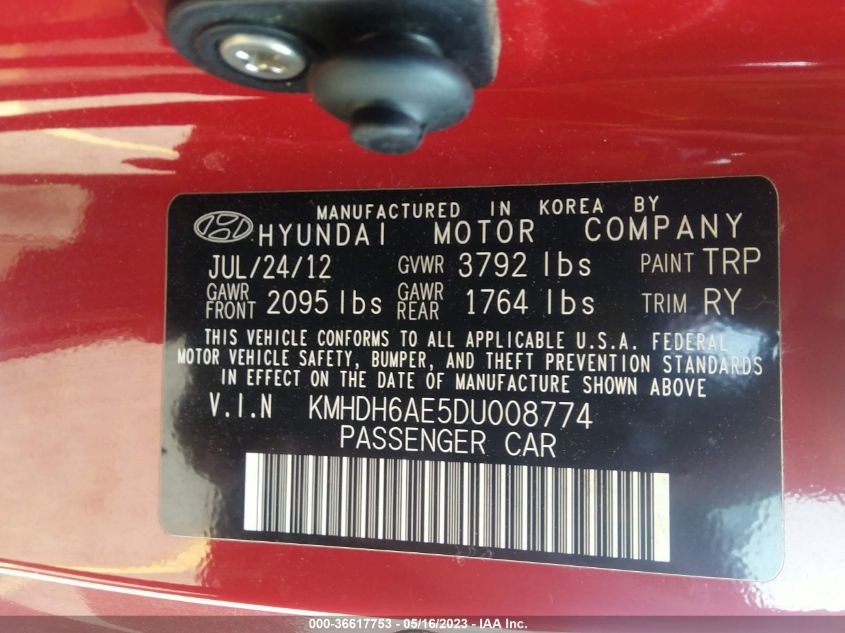 MANUFACTURED IN KOREA BY
HYUNDAI MOTOR COMPANY
JUL/24/12 GVWR 3792 lbs PAINT TRP
GAWR FRONT 2095 lbs GAWR REAR 1764 lbs TRIM RY
THIS VEHICLE CONFORMS TO ALL APPLICABLE U.S.A. FEDERAL
MOTOR VEHICLE SAFETY, BUMPER, AND THEFT PREVENTION STANDARDS
IN EFFECT ON THE DATE OF MANUFACTURE SHOWN ABOVE
V.I.N KMHDH6AE5DU008774
PASSENGER CAR
000-36617753 - 05/16/2023 - IAA Inc.